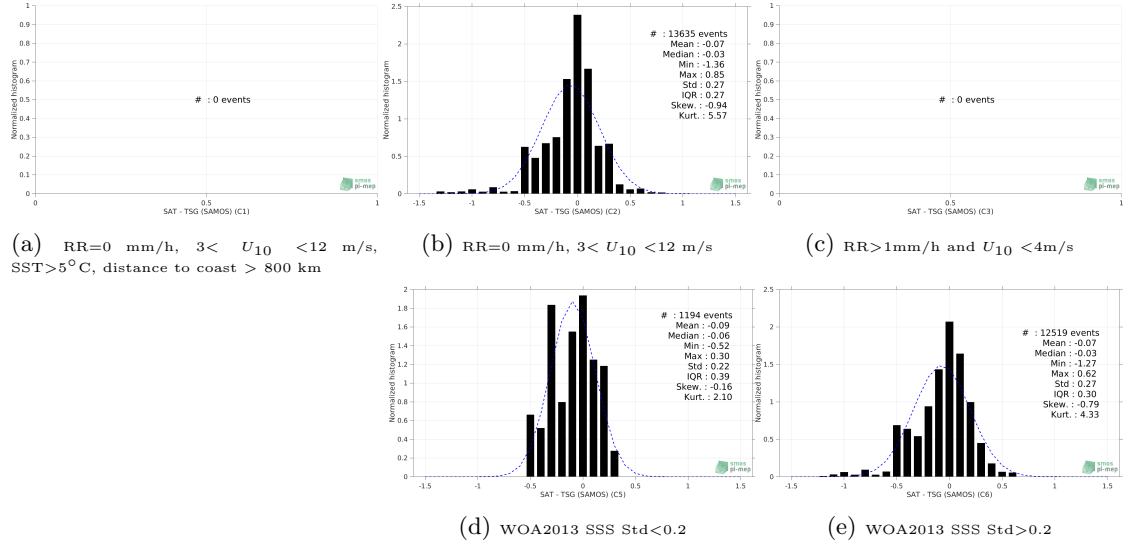 1
0.9
0.8
0.7
0.6
0.5
0.4
0.3
0.2
0.1
0
Normalized histogram
# : 0 events
smos
pi-mep
0 0.5 1
SAT - TSG (SAMOS) (C1)
(a) RR=0 mm/h, 3< U10 <12 m/s,
SST>5°C, distance to coast > 800 km
2.5
2
1.5
1
0.5
0
Normalized histogram
# : 13635 events
Mean : -0.07
Median : -0.03
Min : -1.36
Max : 0.85
Std : 0.27
IQR : 0.27
Skew. : -0.94
Kurt. : 5.57
smos
pi-mep
-1.5 -1 -0.5 0 0.5 1 1.5
SAT - TSG (SAMOS) (C2)
(b) RR=0 mm/h, 3< U10 <12 m/s
1
0.9
0.8
0.7
0.6
0.5
0.4
0.3
0.2
0.1
0
Normalized histogram
# : 0 events
smos
pi-mep
0 0.5 1
SAT - TSG (SAMOS) (C3)
(c) RR>1mm/h and U10 <4m/s
2
1.8
1.6
1.4
1.2
1
0.8
0.6
0.4
0.2
0
Normalized histogram
# : 1194 events
Mean : -0.09
Median : -0.06
Min : -0.52
Max : 0.30
Std : 0.22
IQR : 0.39
Skew. : -0.16
Kurt. : 2.10
smos
pi-mep
-1.5 -1 -0.5 0 0.5 1 1.5
SAT - TSG (SAMOS) (C5)
(d) WOA2013 SSS Std<0.2
2.5
2
1.5
1
0.5
0
Normalized histogram
# : 12519 events
Mean : -0.07
Median : -0.03
Min : -1.27
Max : 0.62
Std : 0.27
IQR : 0.30
Skew. : -0.79
Kurt. : 4.33
smos
pi-mep
-1.5 -1 -0.5 0 0.5 1 1.5
SAT - TSG (SAMOS) (C6)
(e) WOA2013 SSS Std>0.2